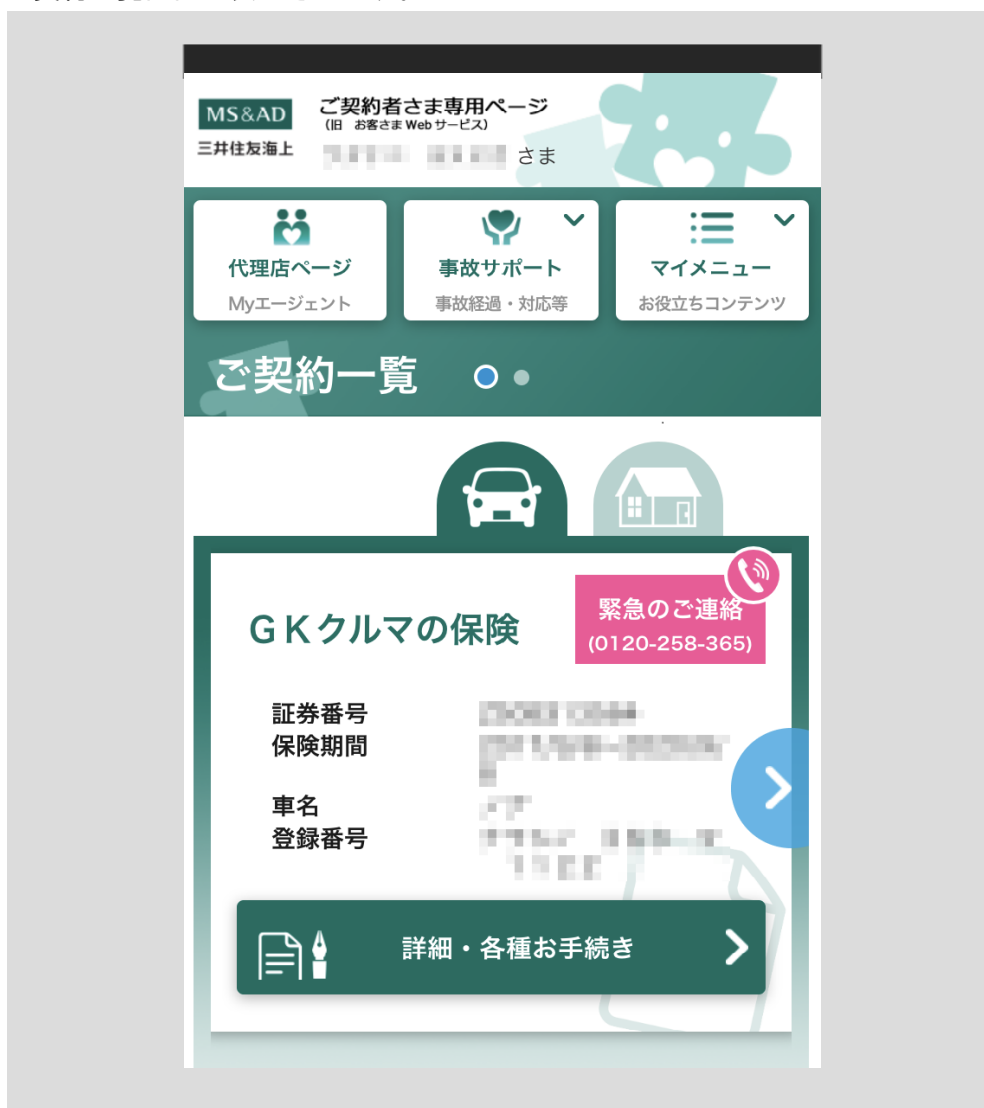 MS&AD
三井住友海上
ご契約者さま専用ページ
(旧 お客さま Web サービス)
さま
代理店ページ
Myエージェント
事故サポート
事故経過・対応等
マイメニュー
お役立ちコンテンツ
ご契約一覧
GKクルマの保険
緊急のご連絡
(0120-258-365)
証券番号
保険期間
車名
登録番号
詳細・各種お手続き